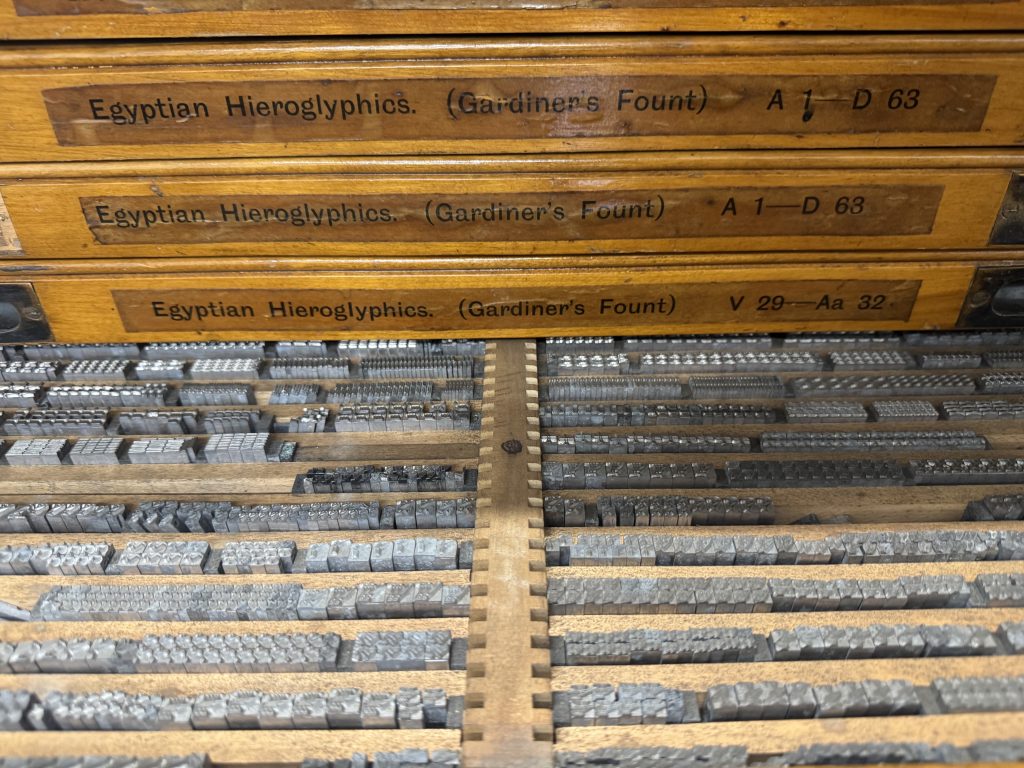 Egyptian Hieroglyphics. (Gardiner's Fount) A 1—D 63
Egyptian Hieroglyphics. (Gardiner's Fount) A 1—D 63
Egyptian Hieroglyphics. (Gardiner's Fount) V 29—Aa 32